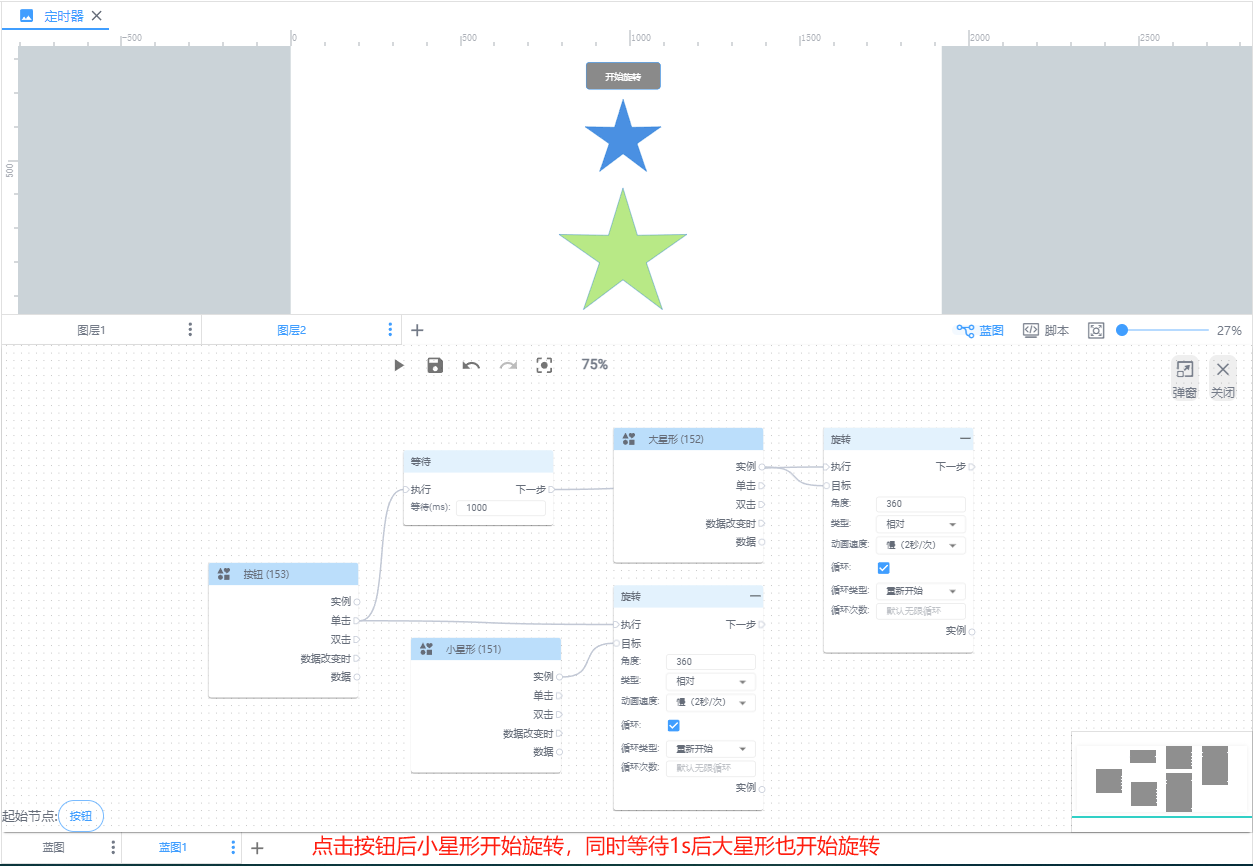 定时器
-500 0 500 1000 1500 2000 2500
500
开始旋转
图层1 图层2 蓝图 脚本 27%
75% 弹窗 关闭
等待
执行 下一步
等待(ms): 1000
大星形 (152)
实例
单击
双击
数据改变时
数据
旋转
执行 下一步
目标
角度: 360
类型: 相对
动画速度: 慢（2秒/次）
循环:
循环类型: 重新开始
循环次数: 默认无限循环
实例
按钮 (153)
实例
单击
双击
数据改变时
数据
小星形 (151)
实例
单击
双击
数据改变时
数据
旋转
执行 下一步
目标
角度: 360
类型: 相对
动画速度: 慢（2秒/次）
循环:
循环类型: 重新开始
循环次数: 默认无限循环
实例
起始节点: 按钮
蓝图 蓝图1
点击按钮后小星形开始旋转，同时等待1s后大星形也开始旋转